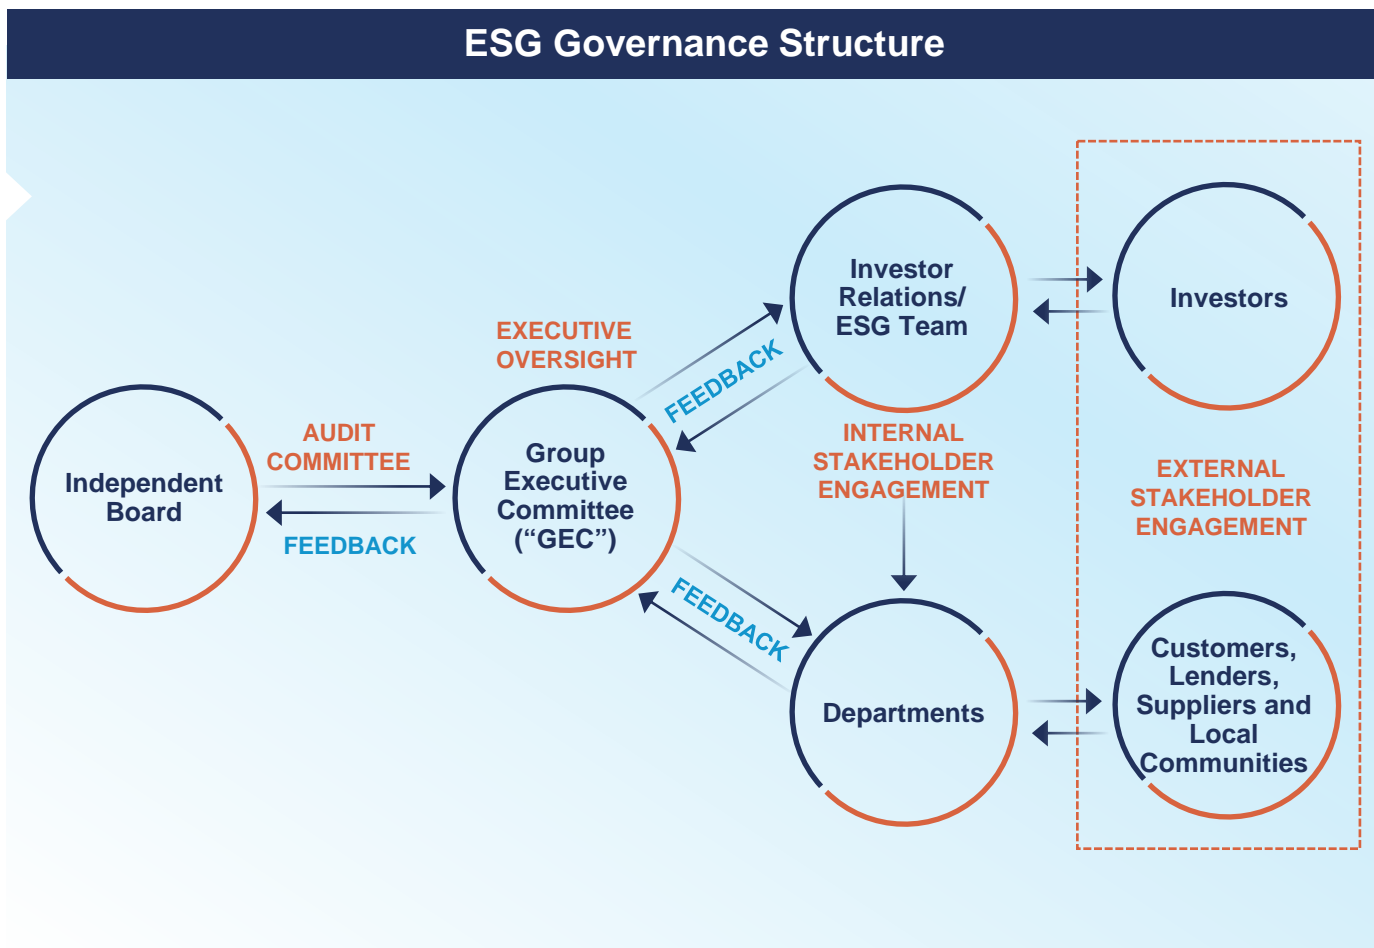 ESG Governance Structure
Independent
Board
AUDIT
COMMITTEE
FEEDBACK
EXECUTIVE
OVERSIGHT
Group
Executive
Committee
(“GEC”)
FEEDBACK
FEEDBACK
Investor
Relations/
ESG Team
INTERNAL
STAKEHOLDER
ENGAGEMENT
Departments
Investors
EXTERNAL
STAKEHOLDER
ENGAGEMENT
Customers,
Lenders,
Suppliers and
Local
Communities